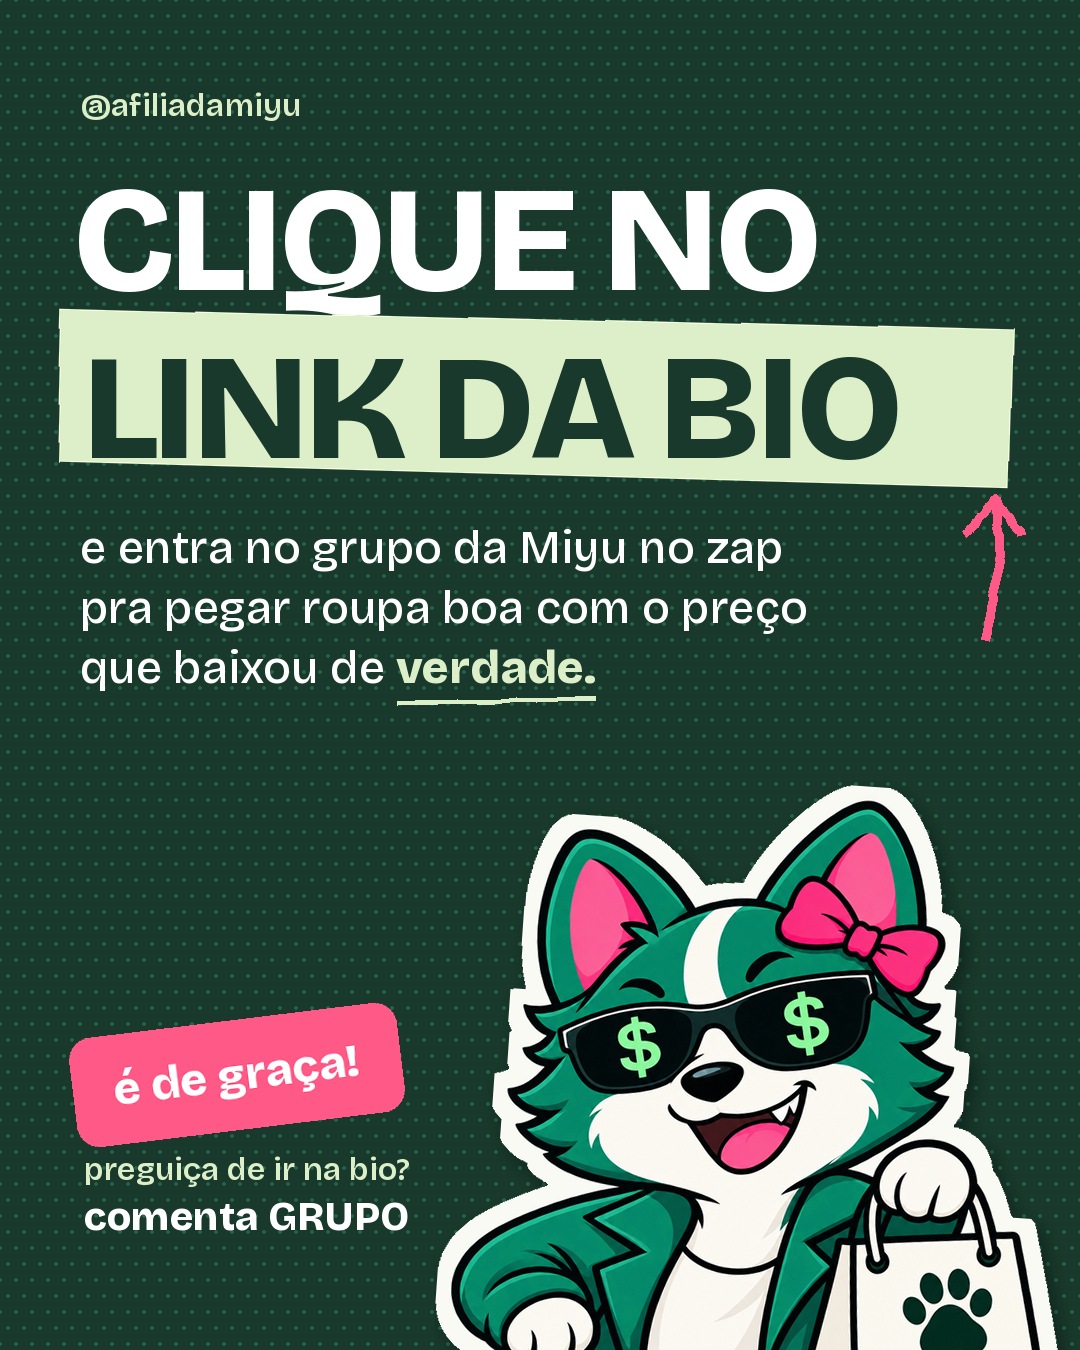 @afiliadamiyu
CLIQUE NO
LINK DA BIO
e entra no grupo da Miyu no zap
pra pegar roupa boa com o preço
que baixou de verdade.
$ $
é de graça!
preguiça de ir na bio?
comenta GRUPO